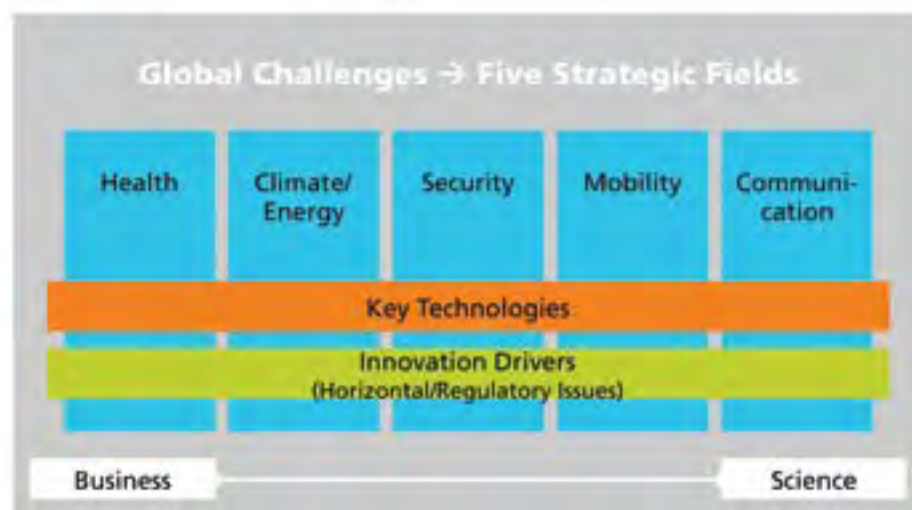 Global Challenges → Five Strategic Fields
Health
Climate/
Energy
Security
Mobility
Communi-
cation
Key Technologies
Innovation Drivers
(Horizontal/Regulatory Issues)
Business
Science